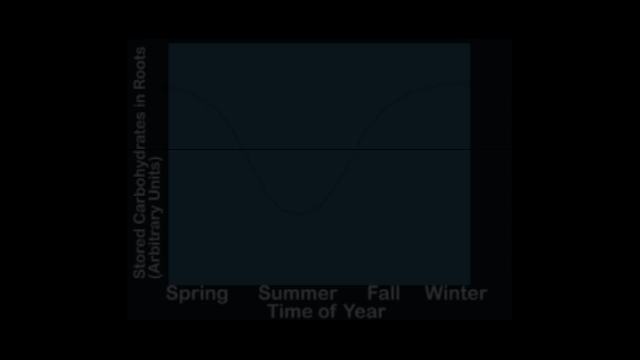 Stored Carbohydrates in Roots
(Arbitrary Units)
Spring Summer Fall Winter
Time of Year